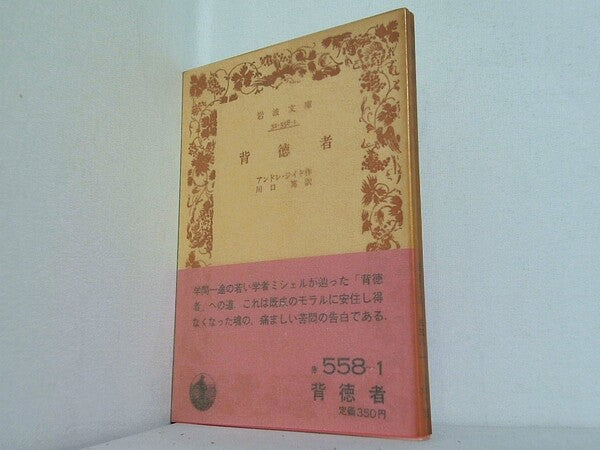 岩波文庫
32-558-1
背徳者
アンドレ・ジイド作
川口篤訳
学問一途の若い学者ミシェルが辿った「背徳
者」への道．これは既成のモラルに安住し得
なくなった魂の，痛ましい苦悶の告白である．
赤 558-1
背徳者
定価350円